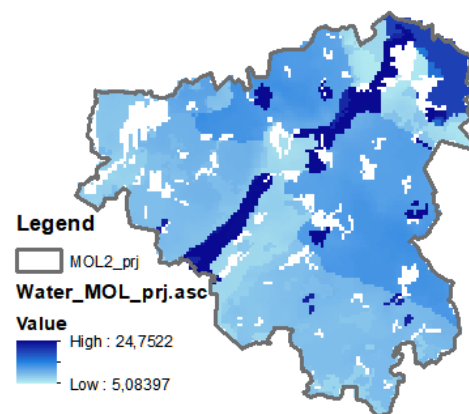 Legend
MOL2_prj
Water_MOL_prj.asc
Value
High : 24,7522
Low : 5,08397